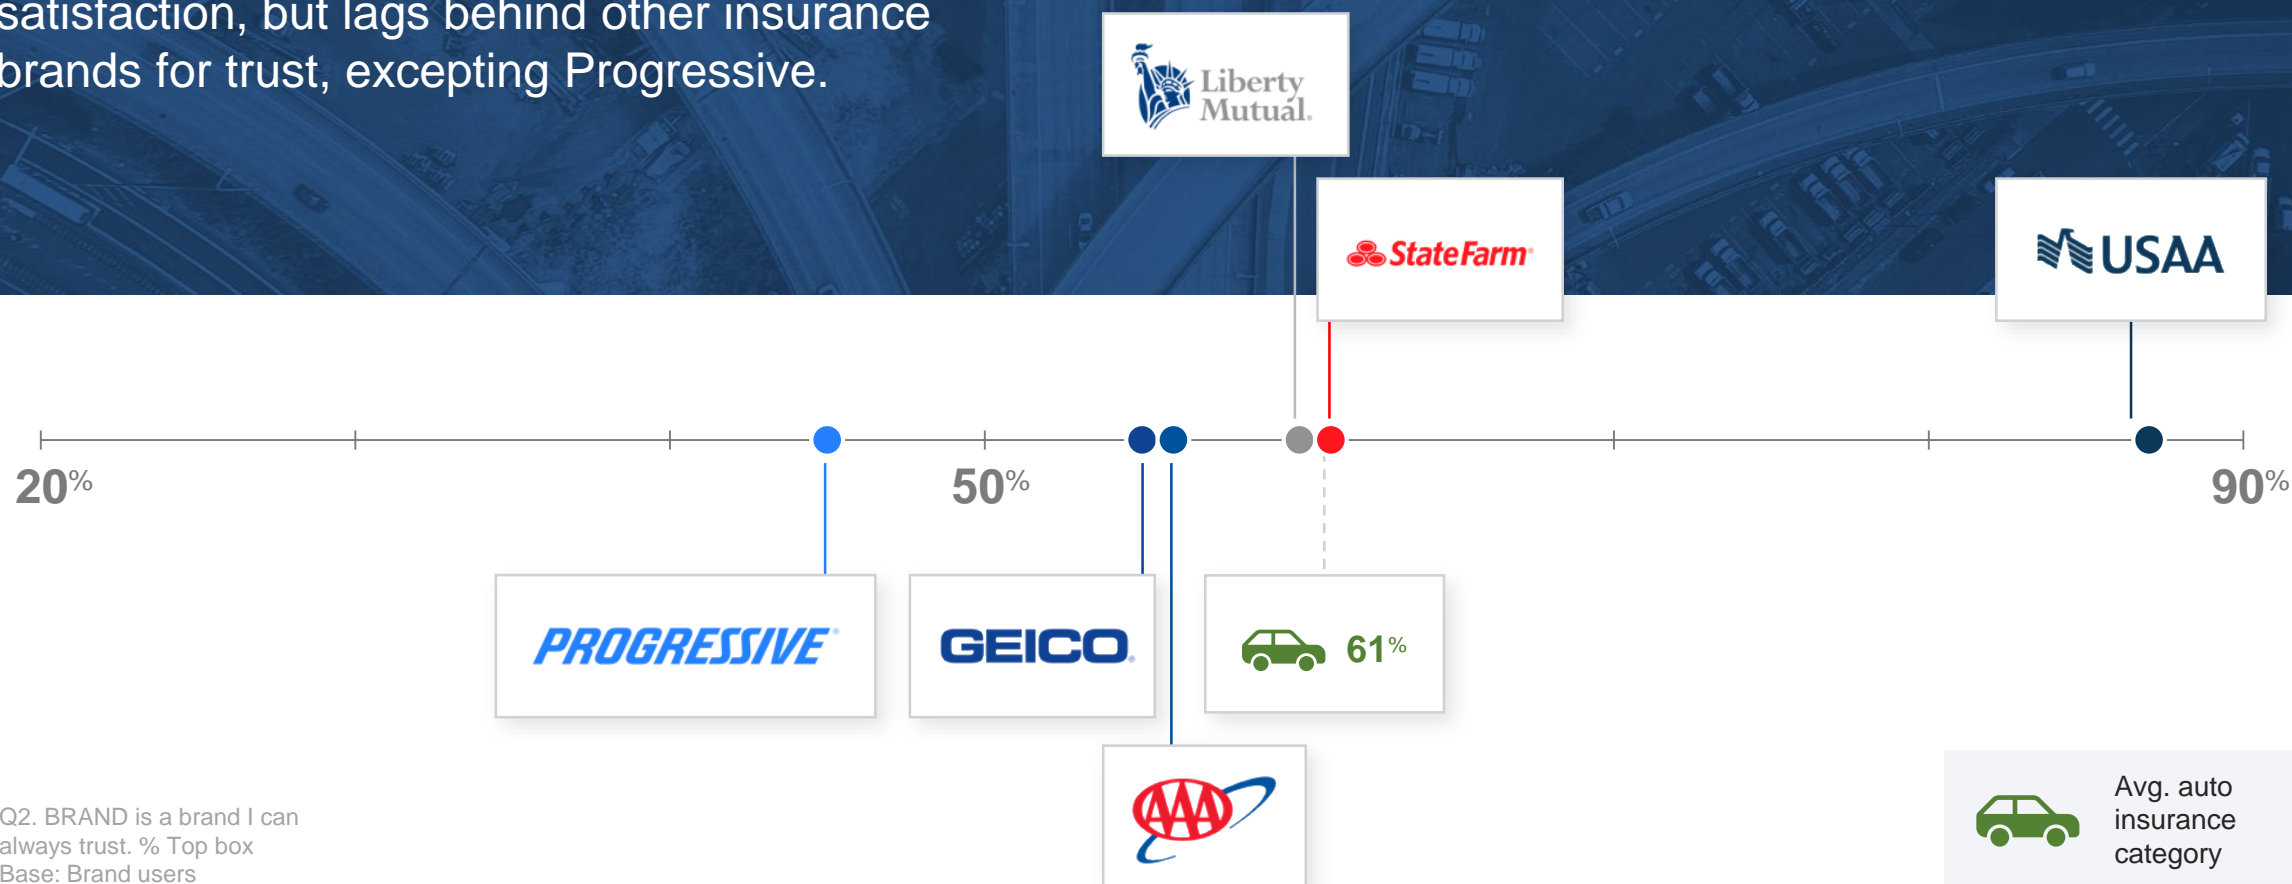 satisfaction, but lags behind other insurance
brands for trust, excepting Progressive.
Liberty
Mutual.
StateFarm®
USAA
20%
50%
90%
PROGRESSIVE®
GEICO®
61%
AAA
Q2. BRAND is a brand I can
always trust. % Top box
Base: Brand users
Avg. auto
insurance
category